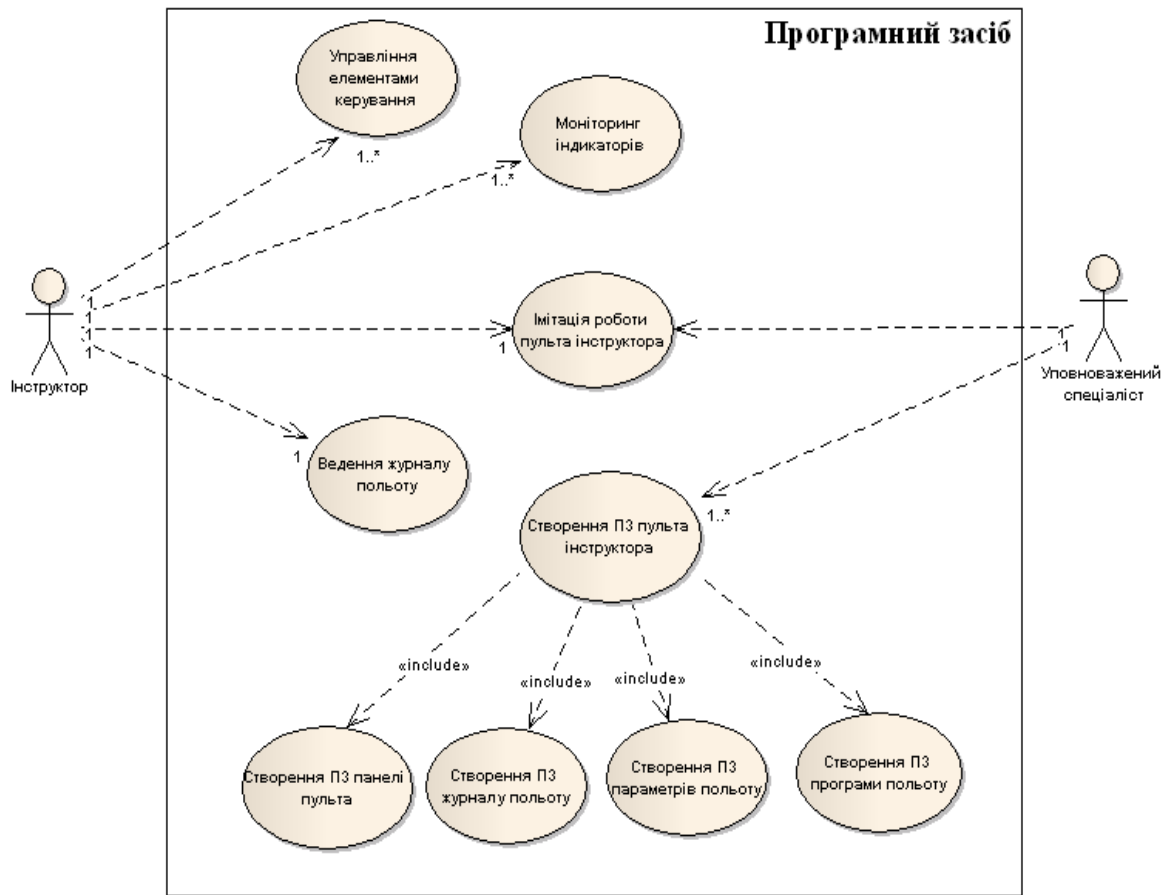 Програмний засіб
Управління
елементами
керування
1..*
Моніторинг
індикаторів
1..*
Інструктор
1
1
1
1
Імітація роботи
пульта інструктора
1
1
1
Уповноважений
спеціаліст
Ведення журналу
польоту
1
Створення ПЗ пульта
інструктора
1..*
«include»
«include»
«include»
«include»
Створення ПЗ панелі
пульта
Створення ПЗ
журналу польоту
Створення ПЗ
параметрів польоту
Створення ПЗ
програми польоту